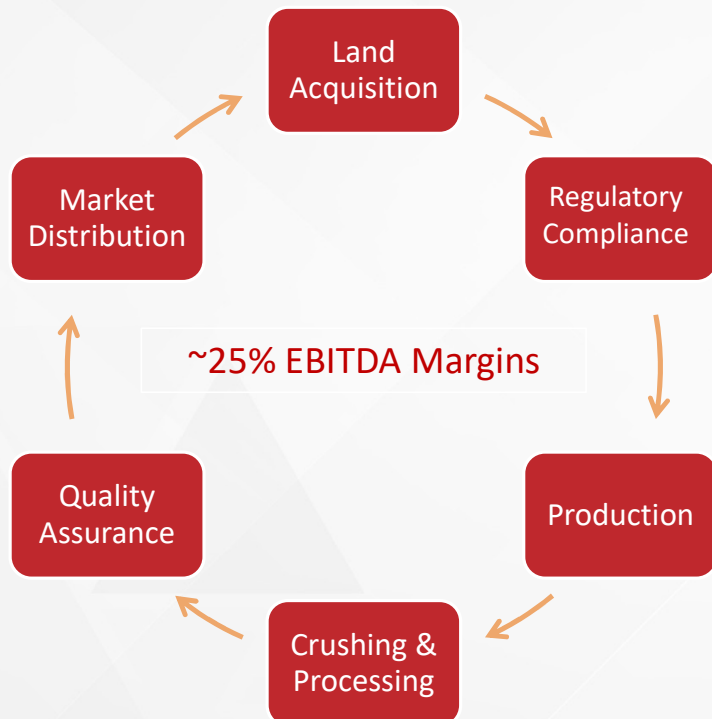 Land
Acquisition
Regulatory
Compliance
Production
Crushing &
Processing
Quality
Assurance
Market
Distribution
~25% EBITDA Margins